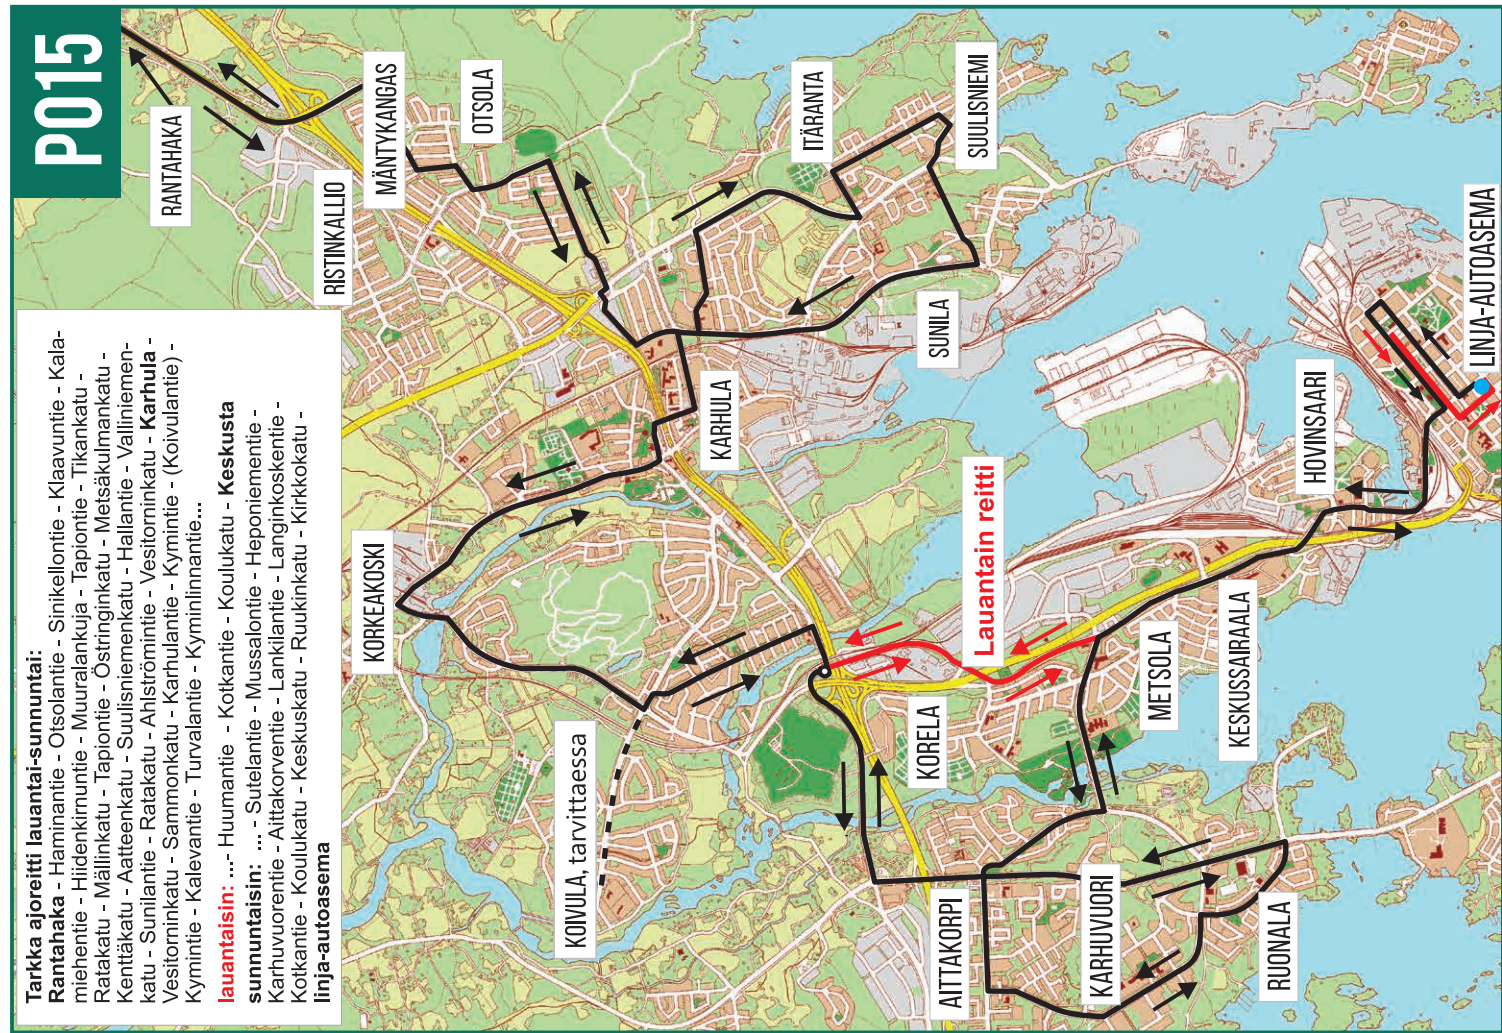 PO15
Tarkka ajoreitti lauantai-sunnuntai:
Rantahaka - Haminantie - Otsolantie - Sinikellontie - Klaavuntie - Kala-
miehentie - Hiidenkirnuntie - Muuralankuja - Tapiontie - Tikankatu -
Ratakatu - Mällinkatu - Tapiontie - Östringinkatu - Metsäkulmankatu -
Kenttäkatu - Aatteenkatu - Suulisniemenkatu - Hallantie - Valliniemen-
katu - Sunilantie - Ratakatu - Ahlströmintie - Vesitorninkatu - Karhula -
Vesitorninkatu - Sammonkatu - Karhulantie - Kymintie - (Koivulantie) -
Kymintie - Kalevantie - Turvalantie - Kyminlinnantie...
lauantaisin: ...- Huumantie - Kotkantie - Koulukatu - Keskusta
sunnuntaisin: ... - Sutelantie - Mussalontie - Heponiementie -
Karhuvuorentie - Aittakorventie - Lankilantie - Langinkoskentie -
Kotkantie - Koulukatu - Keskuskatu - Ruukinkatu - Kirkkokatu -
linja-autoasema
RANTAHAKA
RISTINKALLIO
MÄNTYKANGAS
OTSOLA
ITÄRANTA
SUULISNIEMI
SUNILA
KARHULA
KORKEAKOSKI
KOIVULA, tarvittaessa
Lauantain reitti
KORELA
METSOLA
KESKUSSAIRAALA
HOVINSAARI
LINJA-AUTOASEMA
AITTAKORPI
KARHUVUORI
RUONALA